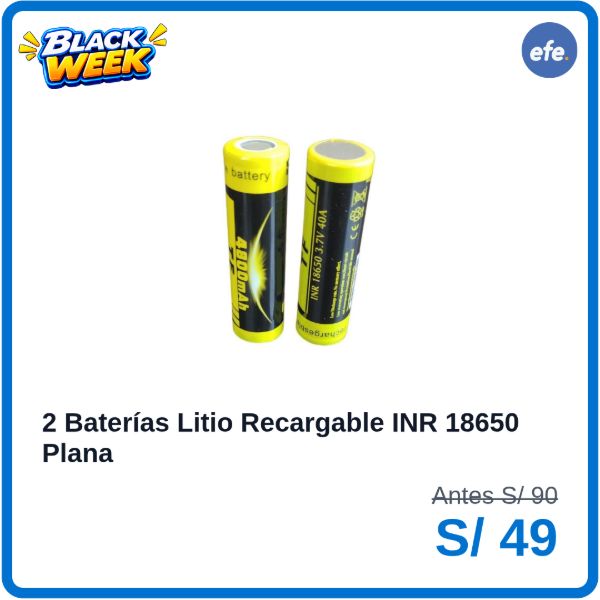 BLACK
WEEK
efe.
battery
4800mAh
INR 18650 3.7V 40A
2 Baterías Litio Recargable INR 18650
Plana
Antes S/ 90
S/ 49